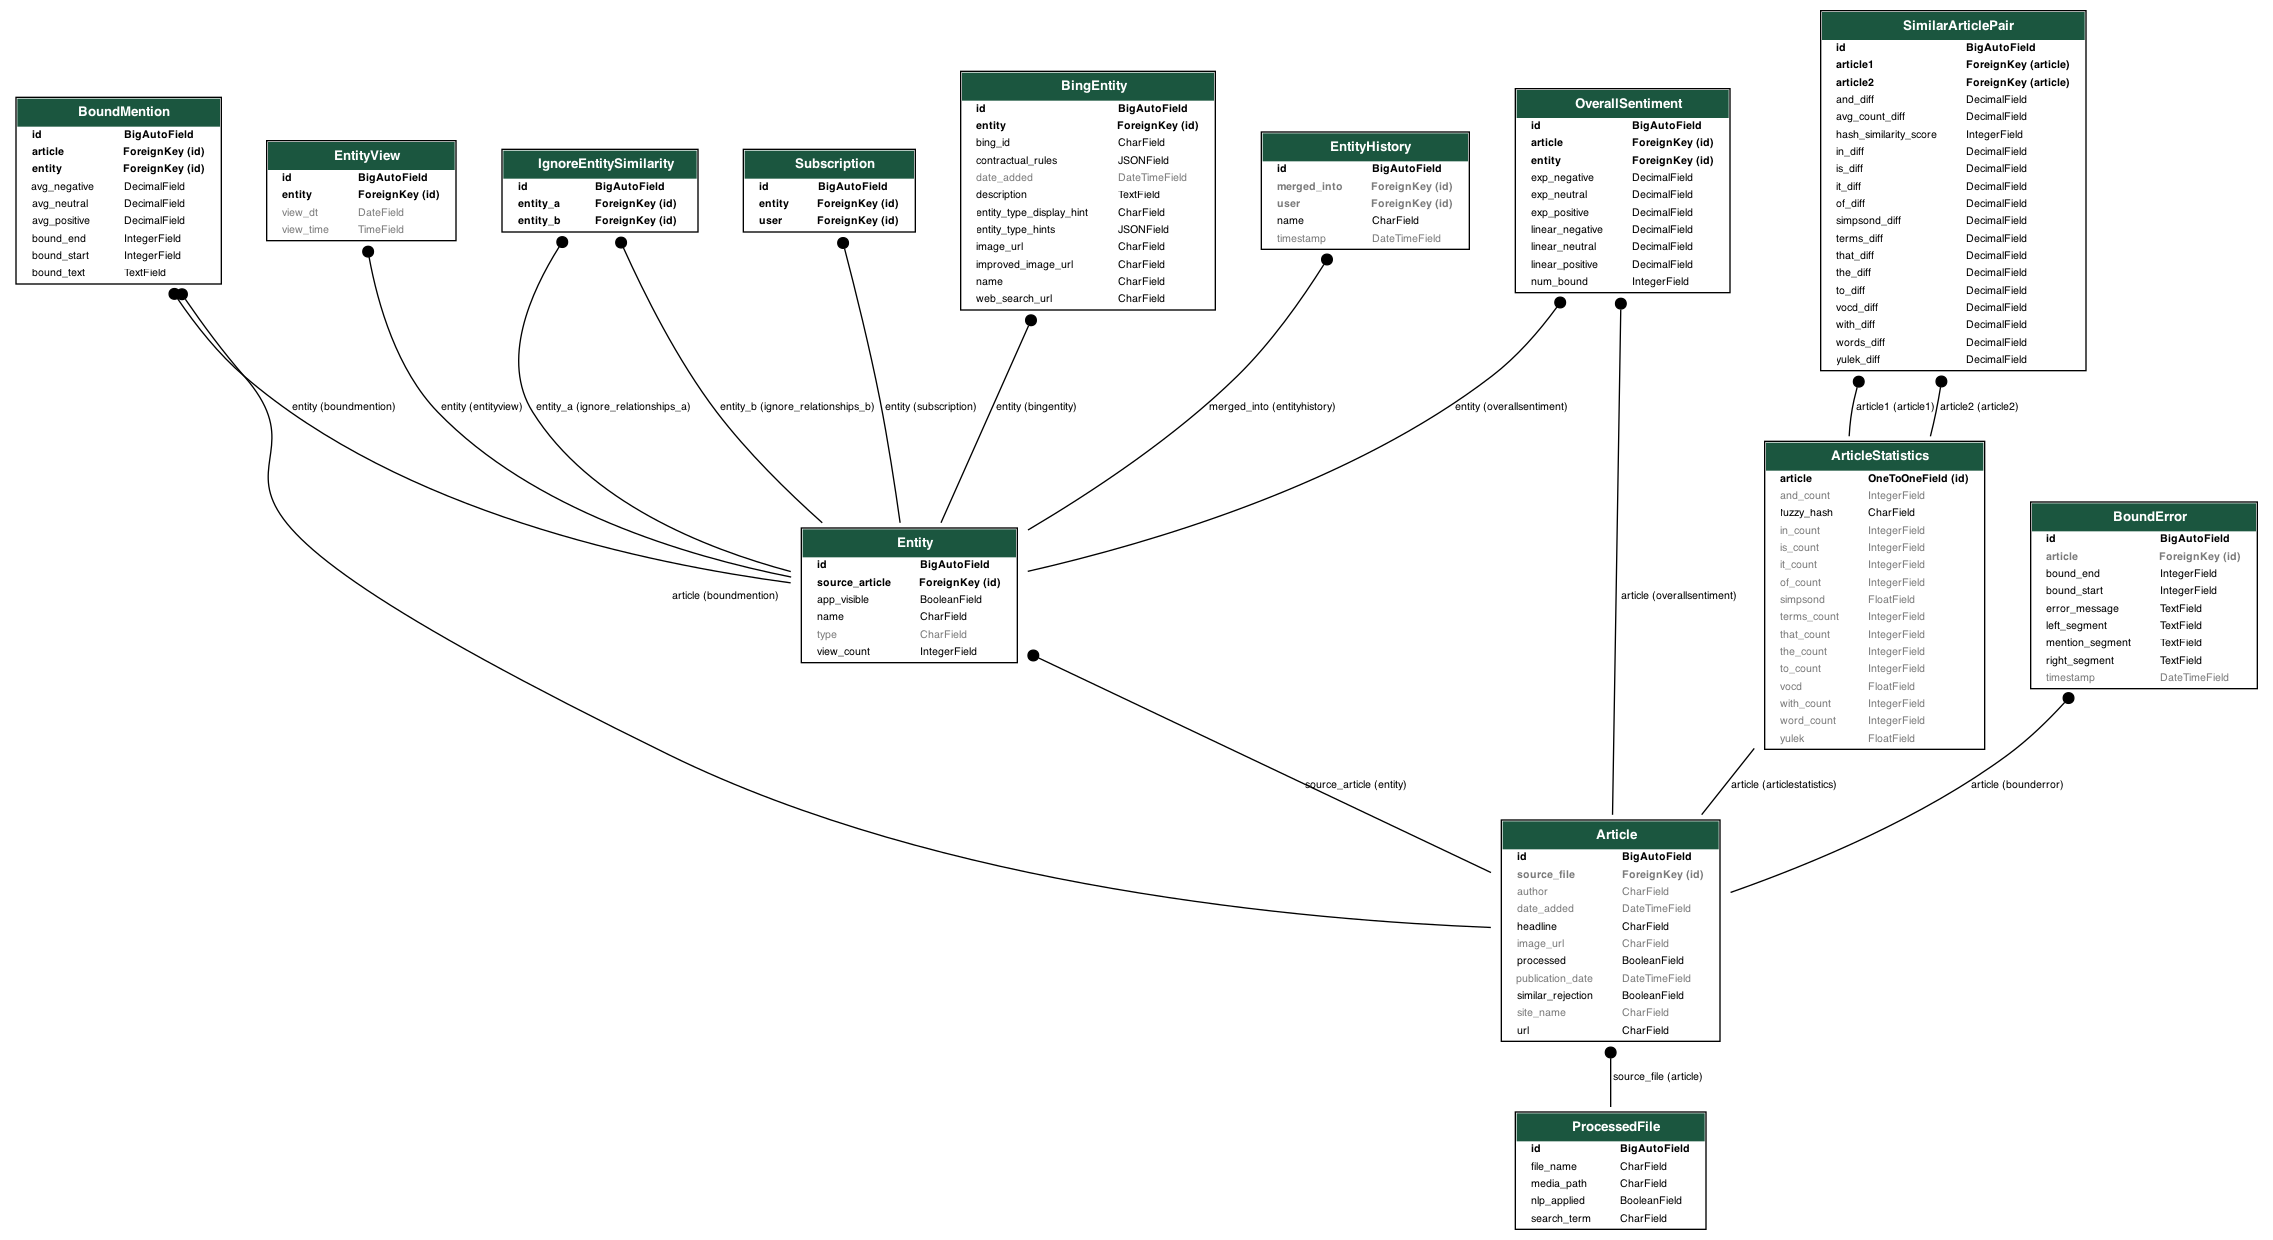 SimilarArticlePair
id BigAutoField
article1 ForeignKey (article)
article2 ForeignKey (article)
and_diff DecimalField
avg_count_diff DecimalField
hash_similarity_score IntegerField
in_diff DecimalField
is_diff DecimalField
it_diff DecimalField
of_diff DecimalField
simpsond_diff DecimalField
terms_diff DecimalField
that_diff DecimalField
the_diff DecimalField
to_diff DecimalField
vocd_diff DecimalField
with_diff DecimalField
words_diff DecimalField
yulek_diff DecimalField
BoundMention
id BigAutoField
article ForeignKey (id)
entity ForeignKey (id)
avg_negative DecimalField
avg_neutral DecimalField
avg_positive DecimalField
bound_end IntegerField
bound_start IntegerField
bound_text TextField
EntityView
id BigAutoField
entity ForeignKey (id)
view_dt DateField
view_time TimeField
IgnoreEntitySimilarity
id BigAutoField
entity_a ForeignKey (id)
entity_b ForeignKey (id)
Subscription
id BigAutoField
entity ForeignKey (id)
user ForeignKey (id)
BingEntity
id BigAutoField
entity ForeignKey (id)
bing_id CharField
contractual_rules JSONField
date_added DateTimeField
description TextField
entity_type_display_hint CharField
entity_type_hints JSONField
image_url CharField
improved_image_url CharField
name CharField
web_search_url CharField
EntityHistory
id BigAutoField
merged_into ForeignKey (id)
user ForeignKey (id)
name CharField
timestamp DateTimeField
OverallSentiment
id BigAutoField
article ForeignKey (id)
entity ForeignKey (id)
exp_negative DecimalField
exp_neutral DecimalField
exp_positive DecimalField
linear_negative DecimalField
linear_neutral DecimalField
linear_positive DecimalField
num_bound IntegerField
entity (boundmention)
entity (entityview)
entity_a (ignore_relationships_a)
entity_b (ignore_relationships_b)
entity (subscription)
entity (bingentity)
merged_into (entityhistory)
entity (overallsentiment)
article1 (article1)
article2 (article2)
ArticleStatistics
article OneToOneField (id)
and_count IntegerField
fuzzy_hash CharField
in_count IntegerField
is_count IntegerField
it_count IntegerField
of_count IntegerField
simpsond FloatField
terms_count IntegerField
that_count IntegerField
the_count IntegerField
to_count IntegerField
vocd FloatField
with_count IntegerField
word_count IntegerField
yulek FloatField
BoundError
id BigAutoField
article ForeignKey (id)
bound_end IntegerField
bound_start IntegerField
error_message TextField
left_segment TextField
mention_segment TextField
right_segment TextField
timestamp DateTimeField
Entity
id BigAutoField
source_article ForeignKey (id)
app_visible BooleanField
name CharField
type CharField
view_count IntegerField
article (boundmention)
article (overallsentiment)
source_article (entity)
article (articlestatistics)
article (bounderror)
Article
id BigAutoField
source_file ForeignKey (id)
author CharField
date_added DateTimeField
headline CharField
image_url CharField
processed BooleanField
publication_date DateTimeField
similar_rejection BooleanField
site_name CharField
url CharField
source_file (article)
ProcessedFile
id BigAutoField
file_name CharField
media_path CharField
nlp_applied BooleanField
search_term CharField